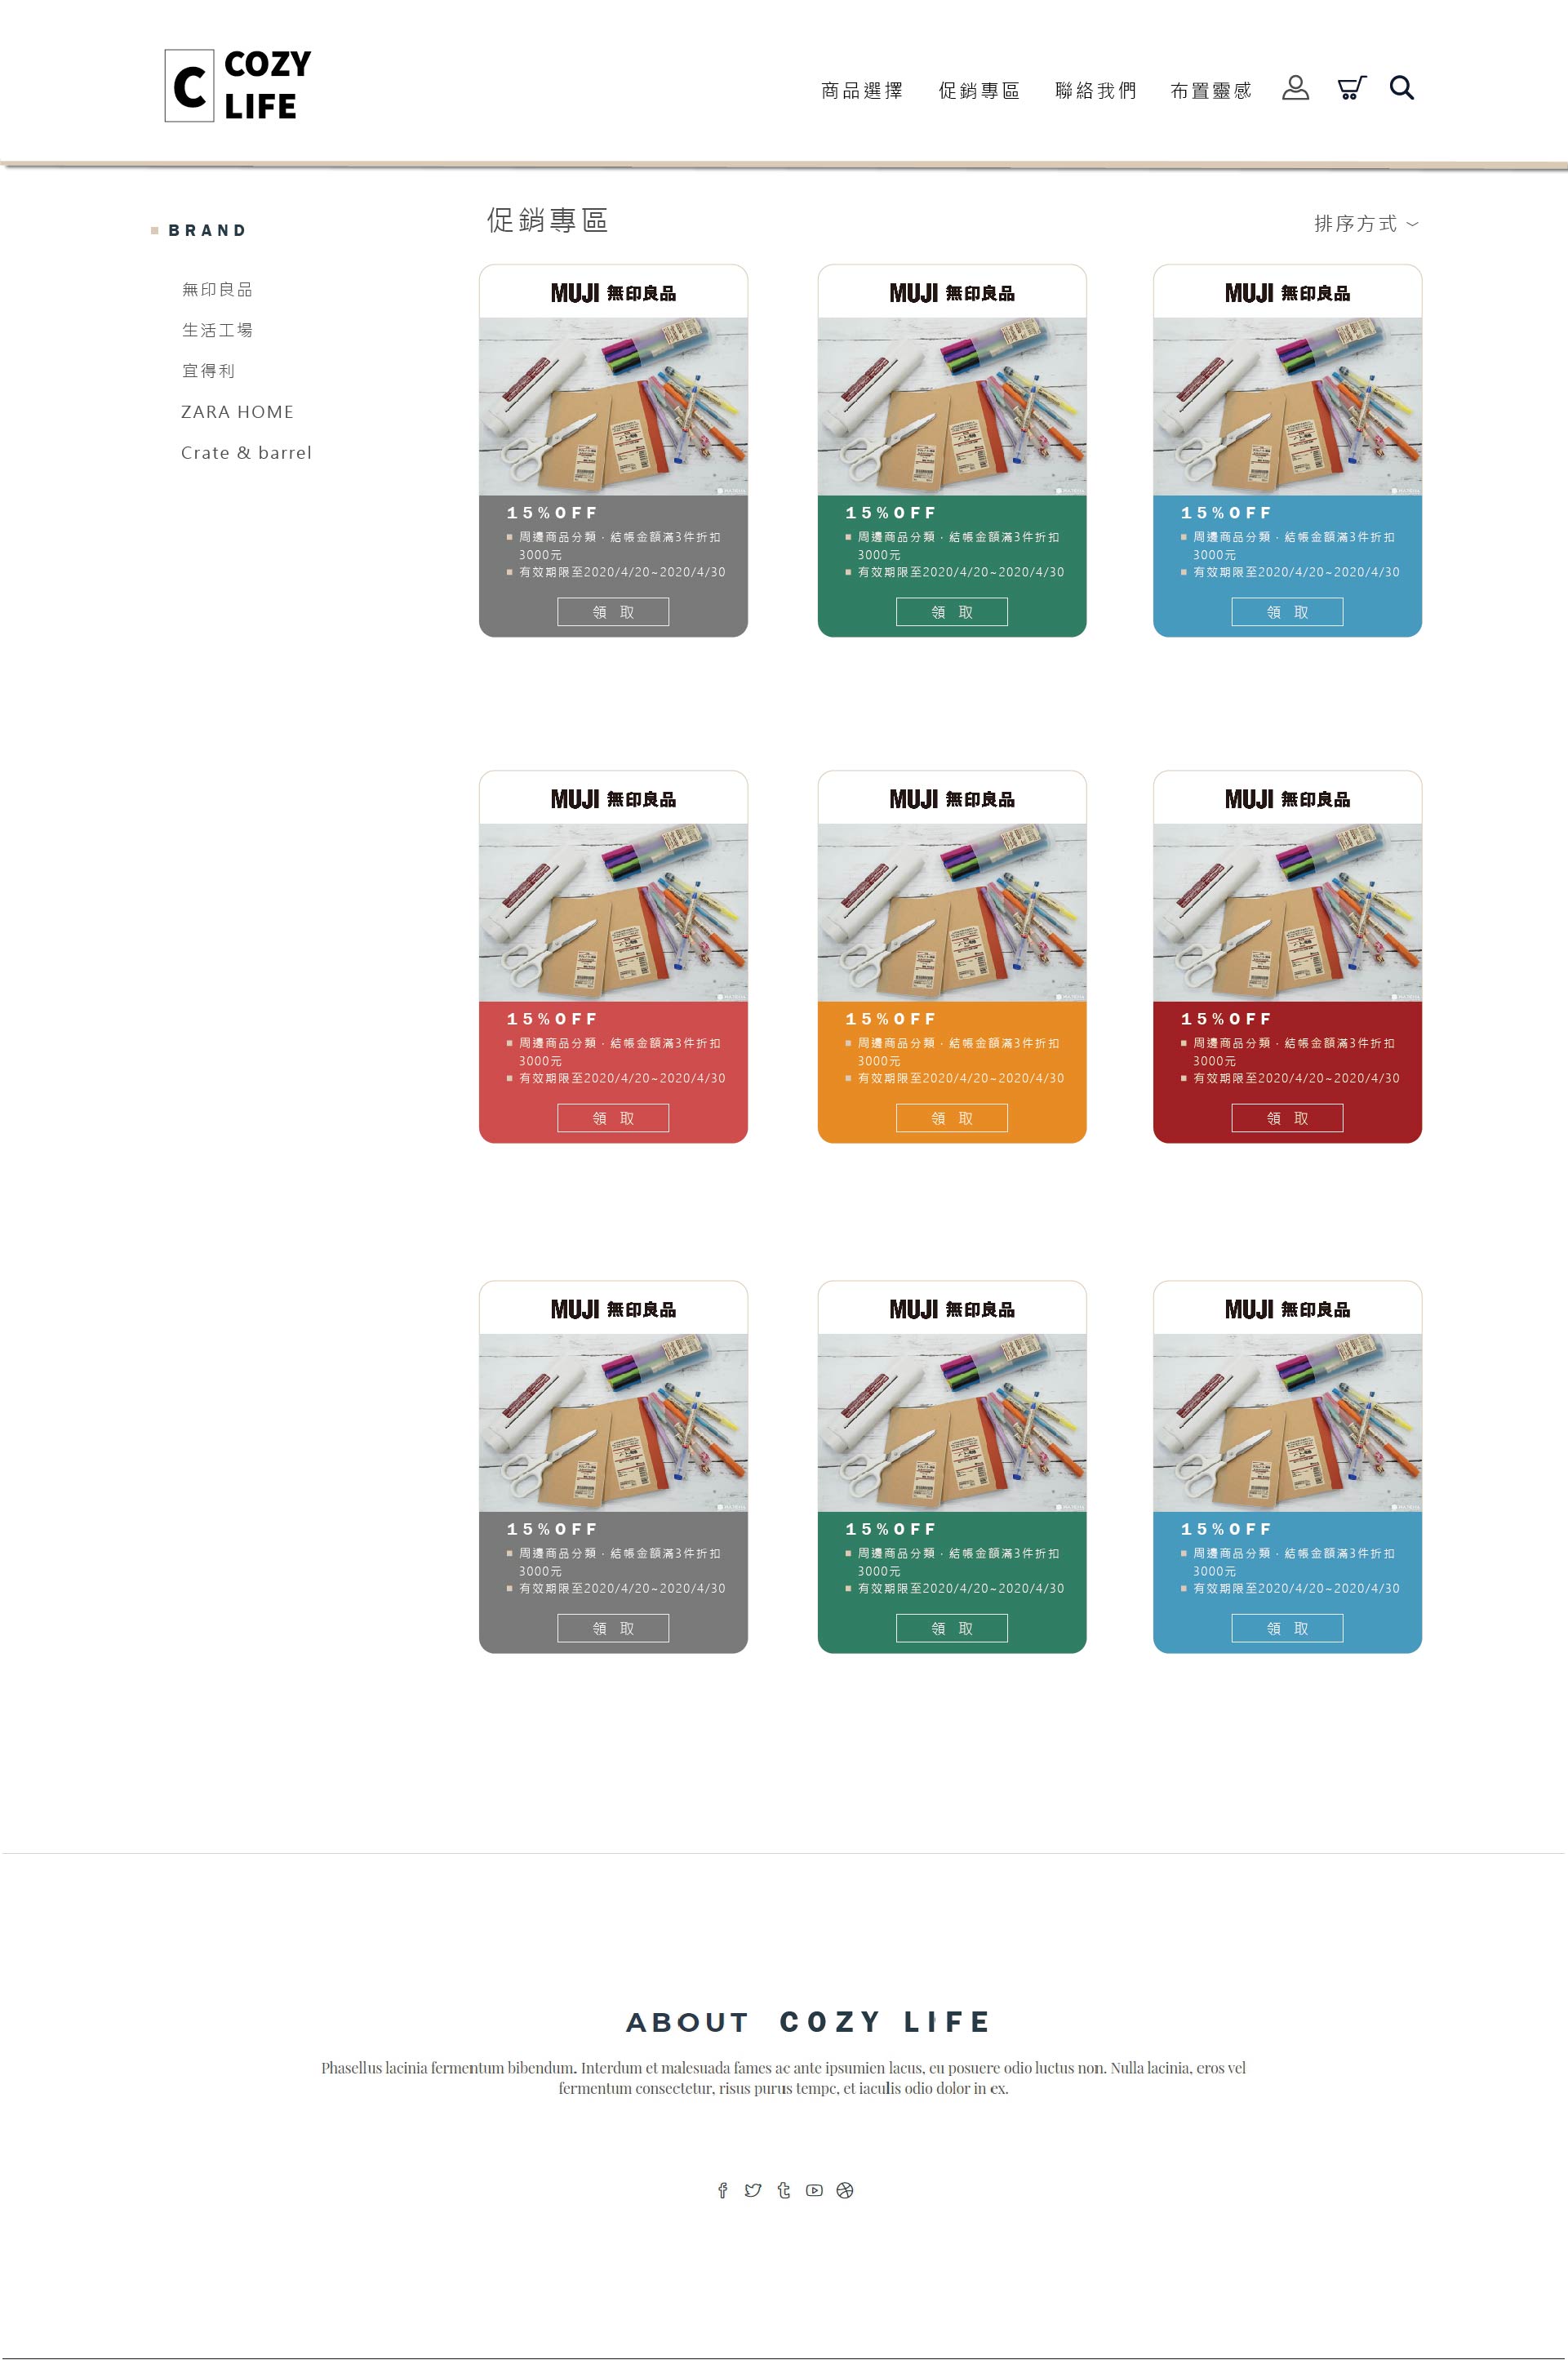 C COZY
LIFE
商品選擇 促銷專區 聯絡我們 布置靈感
BRAND
無印良品
生活工場
宜得利
ZARA HOME
Crate & barrel
促銷專區
排序方式
MUJI 無印良品
15%OFF
周邊商品分類．結帳金額滿3件折扣
3000元
有效期限至2020/4/20~2020/4/30
領 取
MUJI 無印良品
15%OFF
周邊商品分類．結帳金額滿3件折扣
3000元
有效期限至2020/4/20~2020/4/30
領 取
MUJI 無印良品
15%OFF
周邊商品分類．結帳金額滿3件折扣
3000元
有效期限至2020/4/20~2020/4/30
領 取
MUJI 無印良品
15%OFF
周邊商品分類．結帳金額滿3件折扣
3000元
有效期限至2020/4/20~2020/4/30
領 取
MUJI 無印良品
15%OFF
周邊商品分類．結帳金額滿3件折扣
3000元
有效期限至2020/4/20~2020/4/30
領 取
MUJI 無印良品
15%OFF
周邊商品分類．結帳金額滿3件折扣
3000元
有效期限至2020/4/20~2020/4/30
領 取
MUJI 無印良品
15%OFF
周邊商品分類．結帳金額滿3件折扣
3000元
有效期限至2020/4/20~2020/4/30
領 取
MUJI 無印良品
15%OFF
周邊商品分類．結帳金額滿3件折扣
3000元
有效期限至2020/4/20~2020/4/30
領 取
MUJI 無印良品
15%OFF
周邊商品分類．結帳金額滿3件折扣
3000元
有效期限至2020/4/20~2020/4/30
領 取
ABOUT COZY LIFE
Phasellus lacinia fermentum bibendum. Interdum et malesuada fames ac ante ipsumien lacus, eu posuere odio luctus non. Nulla lacinia, eros vel
fermentum consectetur, risus purus tempc, et iaculis odio dolor in ex.